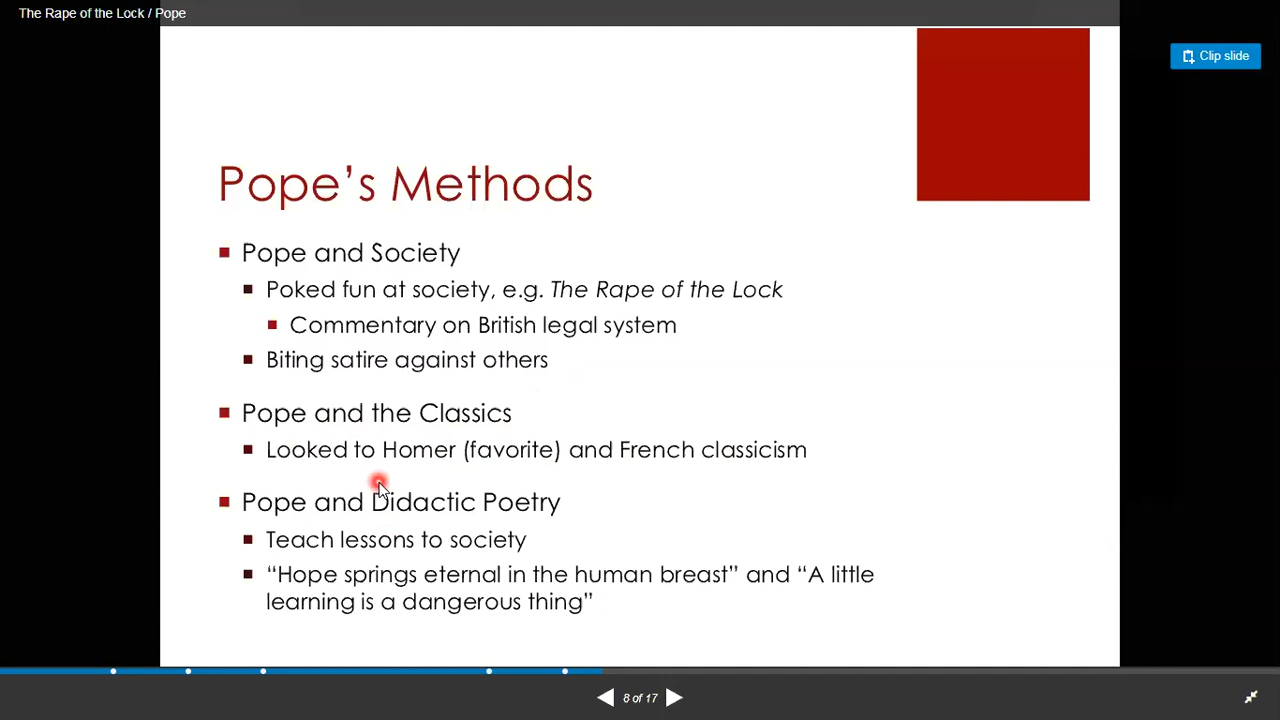 The Rape of the Lock / Pope
Clip slide
Pope’s Methods
Pope and Society
Poked fun at society, e.g. The Rape of the Lock
Commentary on British legal system
Biting satire against others
Pope and the Classics
Looked to Homer (favorite) and French classicism
Pope and Didactic Poetry
Teach lessons to society
“Hope springs eternal in the human breast” and “A little
learning is a dangerous thing”
8 of 17